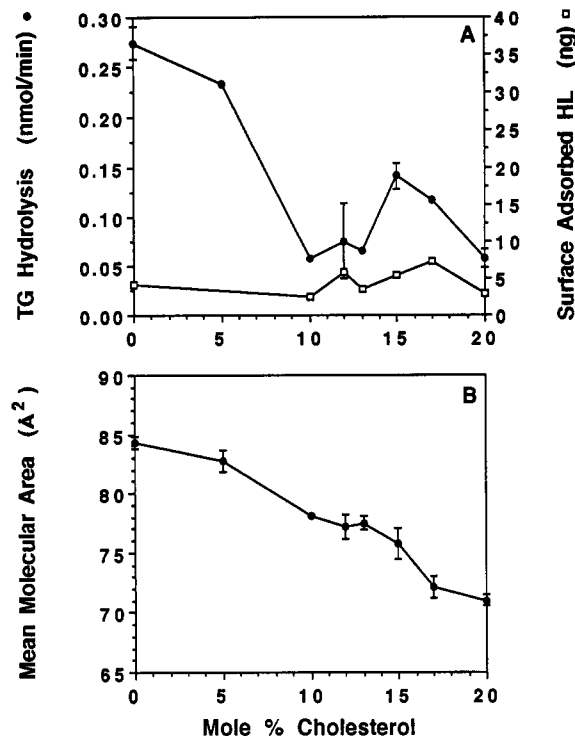 TG Hydrolysis (nmol/min) ●
0.30
0.25
0.20
0.15
0.10
0.05
0.00
A
40
35
30
25
20
15
10
5
0
Surface Adsorbed HL (ng) □
0 5 10 15 20
Mean Molecular Area (Å²)
90
85
80
75
70
65
B
0 5 10 15 20
Mole % Cholesterol